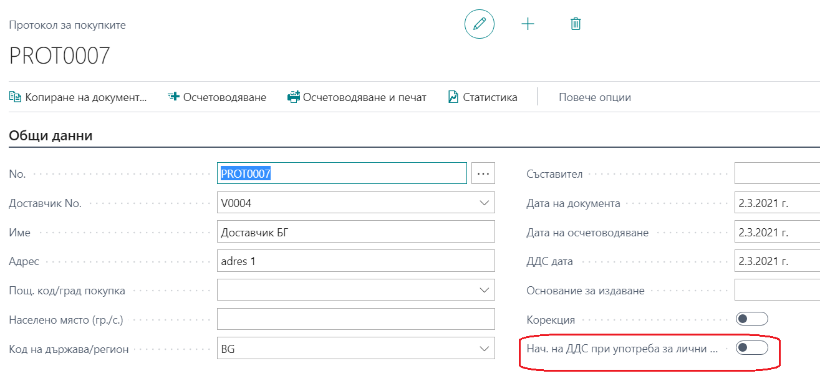 Протокол за покупките
PROT0007
Копиране на документ...
Осчетоводяване
Осчетоводяване и печат
Статистика
Повече опции
Общи данни
No. PROT0007 ...
Доставчик No. V0004
Име Доставчик БГ
Адрес adres 1
Пощ. код/град покупка
Населено място (гр./с.)
Код на държава/регион BG
Съставител
Дата на документа 2.3.2021 г.
Дата на осчетоводяване 2.3.2021 г.
ДДС дата 2.3.2021 г.
Основание за издаване
Корекция
Нач. на ДДС при употреба за лични ...